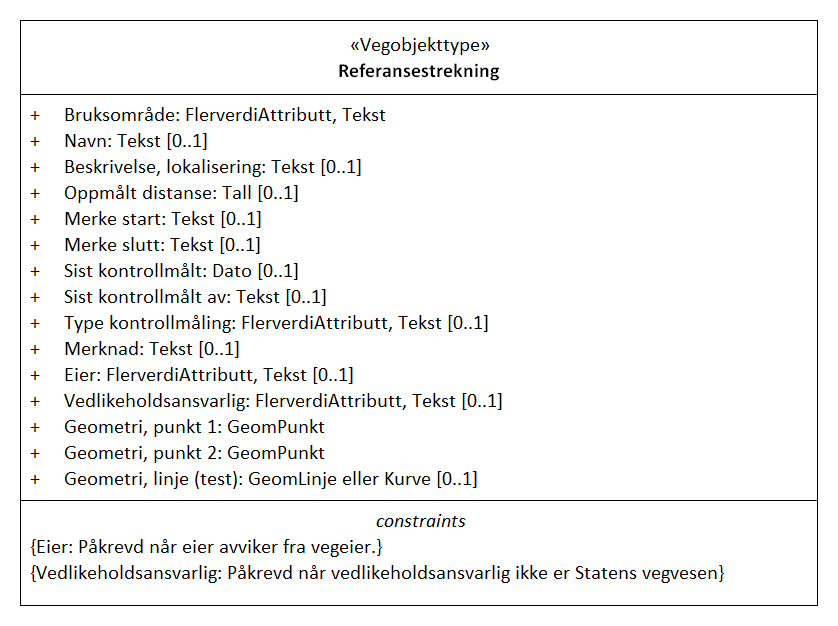 «Vegobjekttype»
Referansestrekning
+ Bruksområde: FlerverdiAttributt, Tekst
+ Navn: Tekst [0..1]
+ Beskrivelse, lokalisering: Tekst [0..1]
+ Oppmålt distanse: Tall [0..1]
+ Merke start: Tekst [0..1]
+ Merke slutt: Tekst [0..1]
+ Sist kontrollmålt: Dato [0..1]
+ Sist kontrollmålt av: Tekst [0..1]
+ Type kontrollmåling: FlerverdiAttributt, Tekst [0..1]
+ Merknad: Tekst [0..1]
+ Eier: FlerverdiAttributt, Tekst [0..1]
+ Vedlikeholdsansvarlig: FlerverdiAttributt, Tekst [0..1]
+ Geometri, punkt 1: GeomPunkt
+ Geometri, punkt 2: GeomPunkt
+ Geometri, linje (test): GeomLinje eller Kurve [0..1]
constraints
{Eier: Påkrevd når eier avviker fra vegeier.}
{Vedlikeholdsansvarlig: Påkrevd når vedlikeholdsansvarlig ikke er Statens vegvesen}